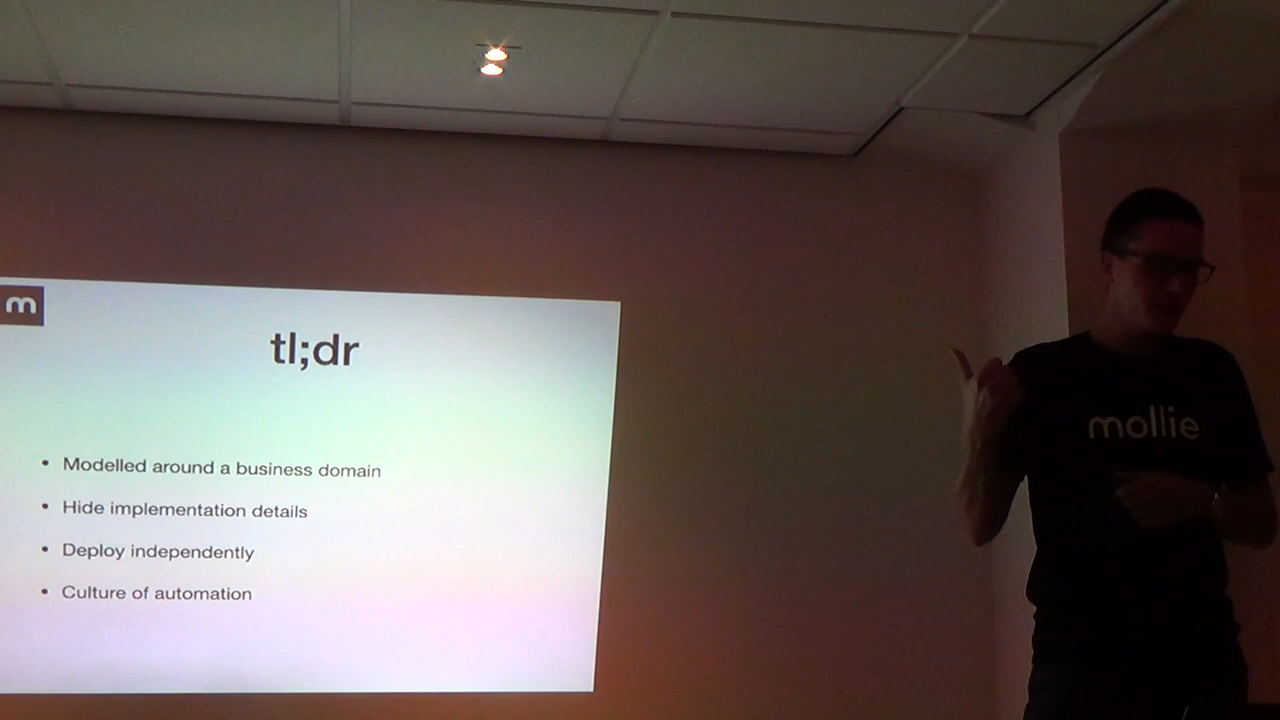 m
tl;dr
• Modelled around a business domain
• Hide implementation details
• Deploy independently
• Culture of automation
mollie